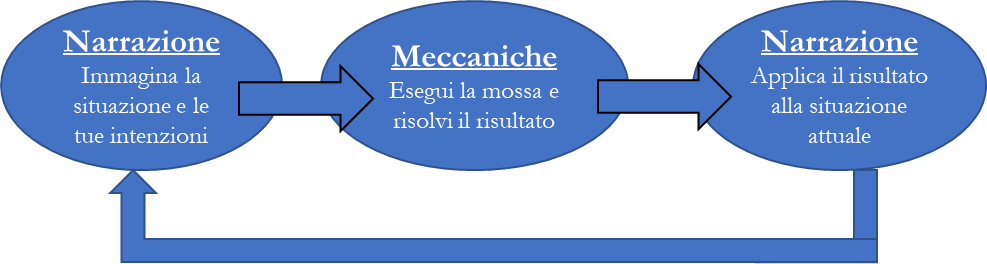 Narrazione
Immagina la
situazione e le
tue intenzioni
Meccaniche
Esegui la mossa e
risolvi il risultato
Narrazione
Applica il risultato
alla situazione
attuale